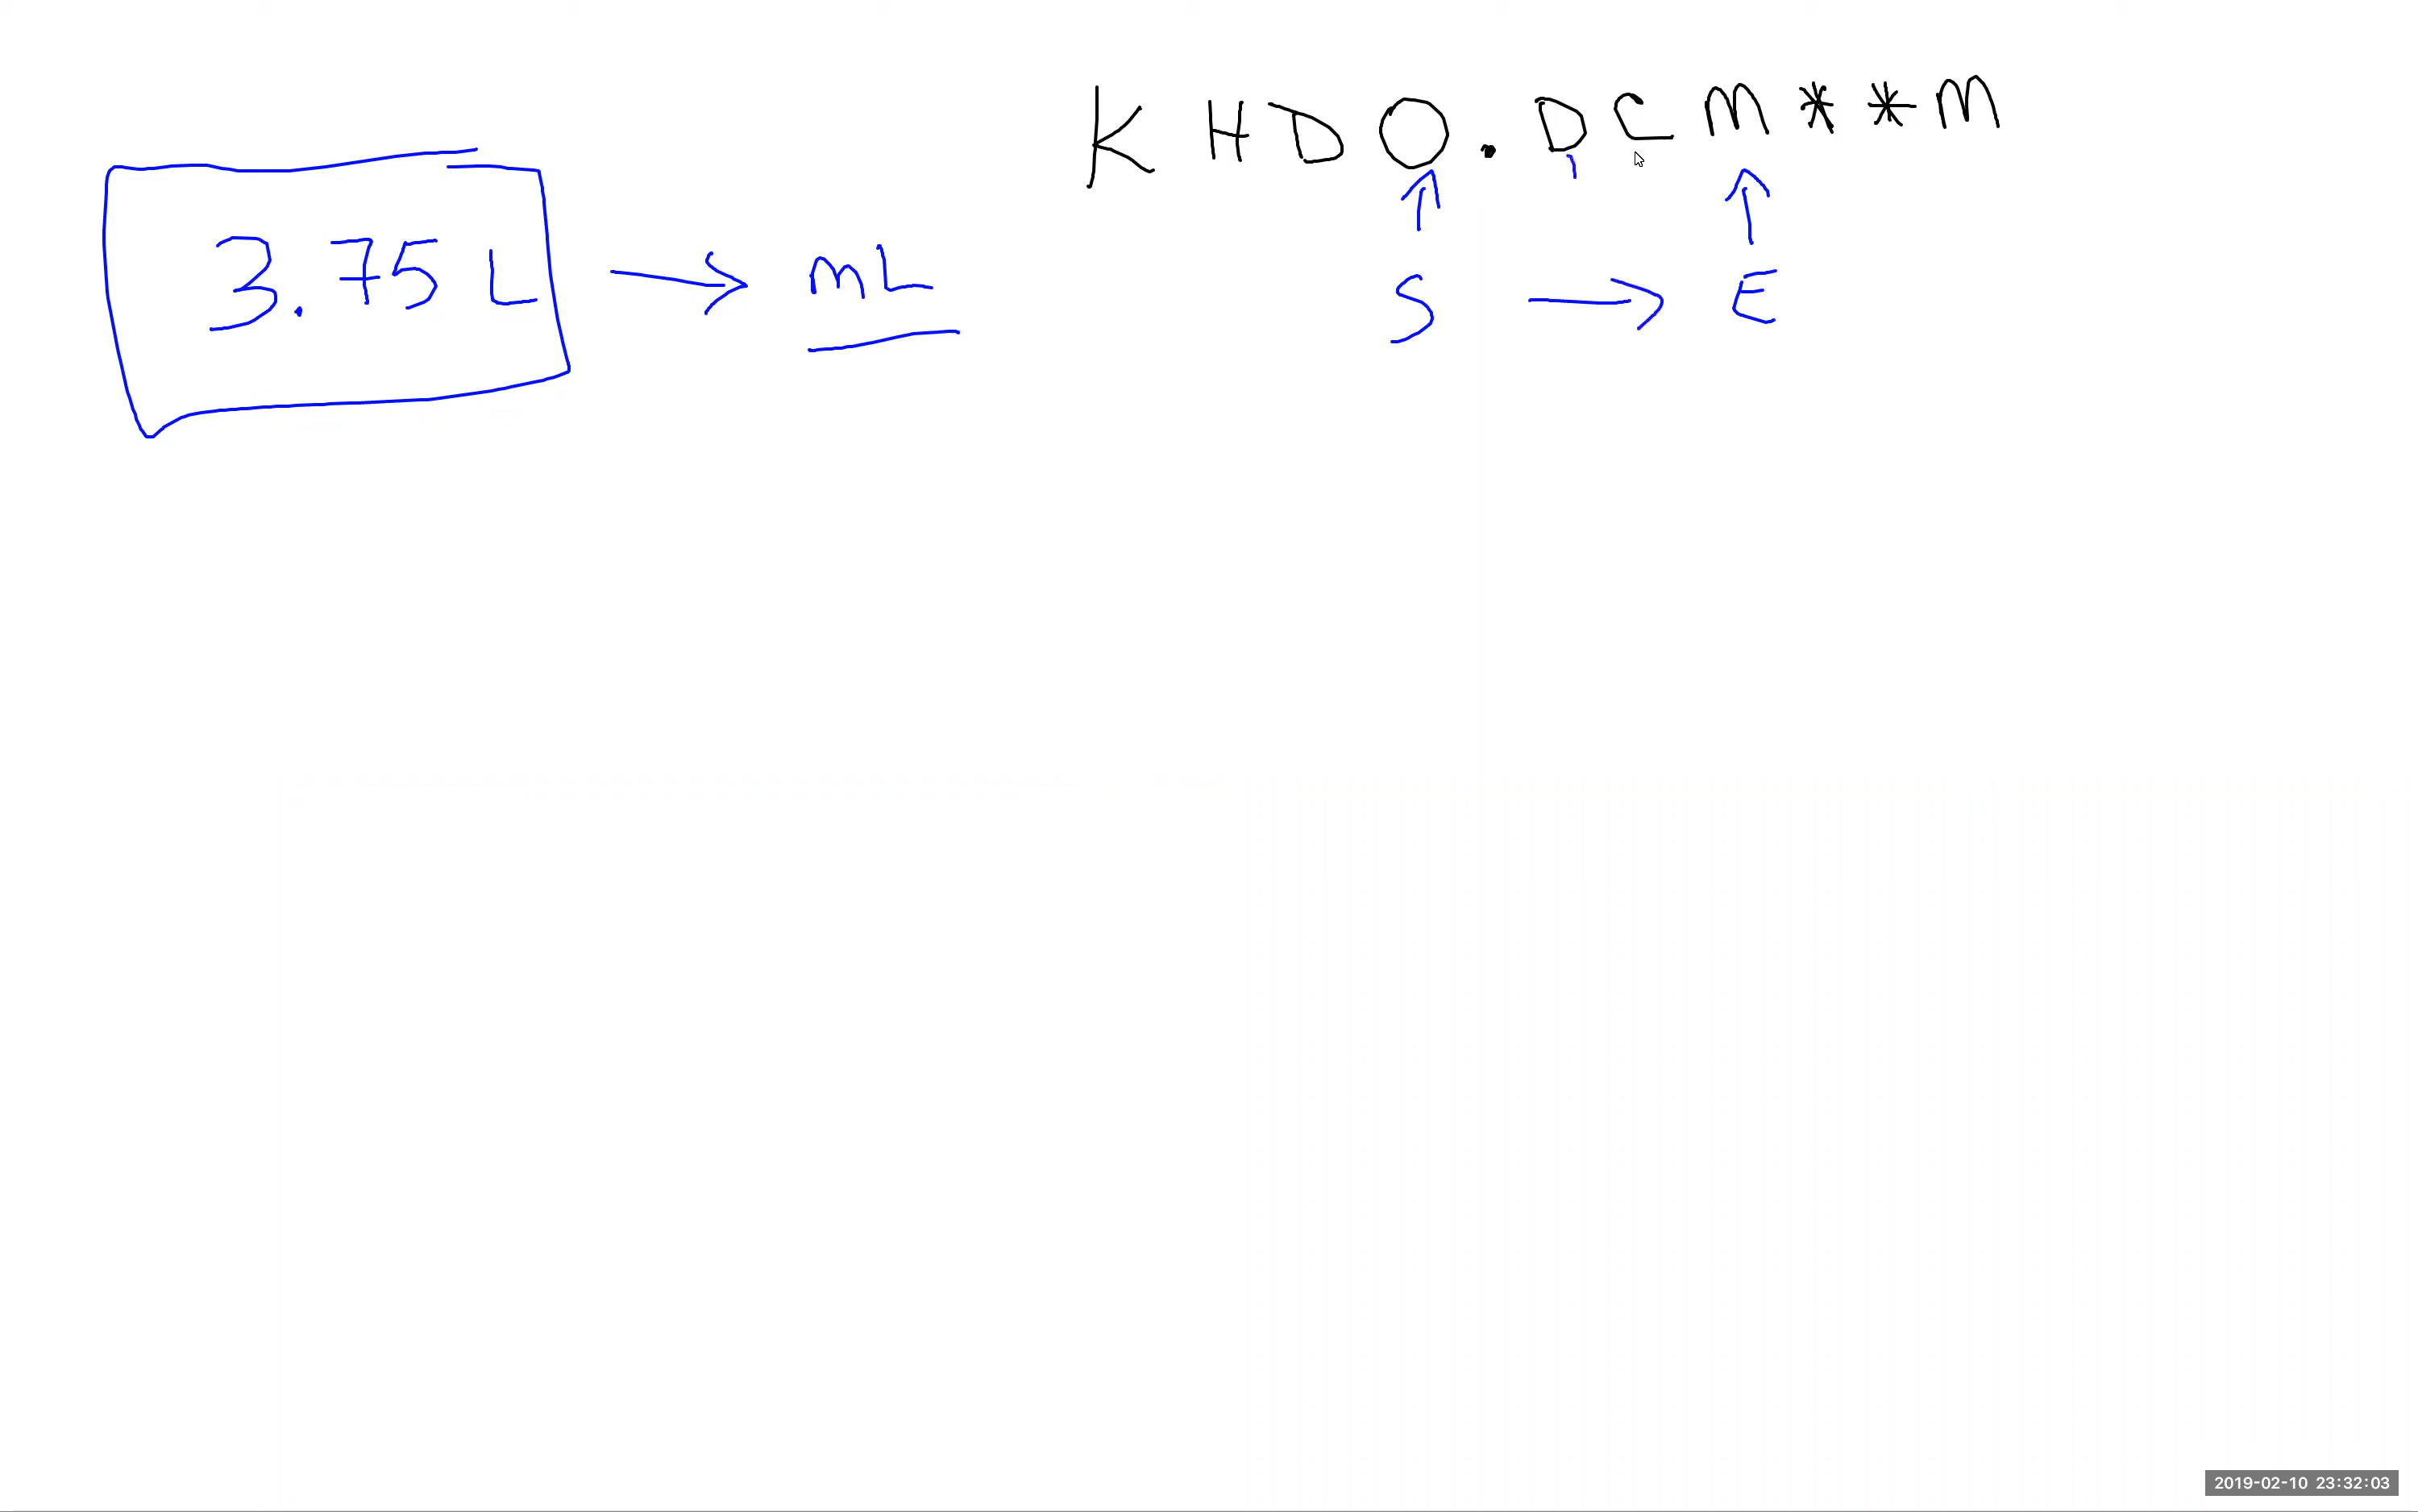 K H D O . D C M * * M
3.75 L → mL
S → E
2019-02-10 23:32:03